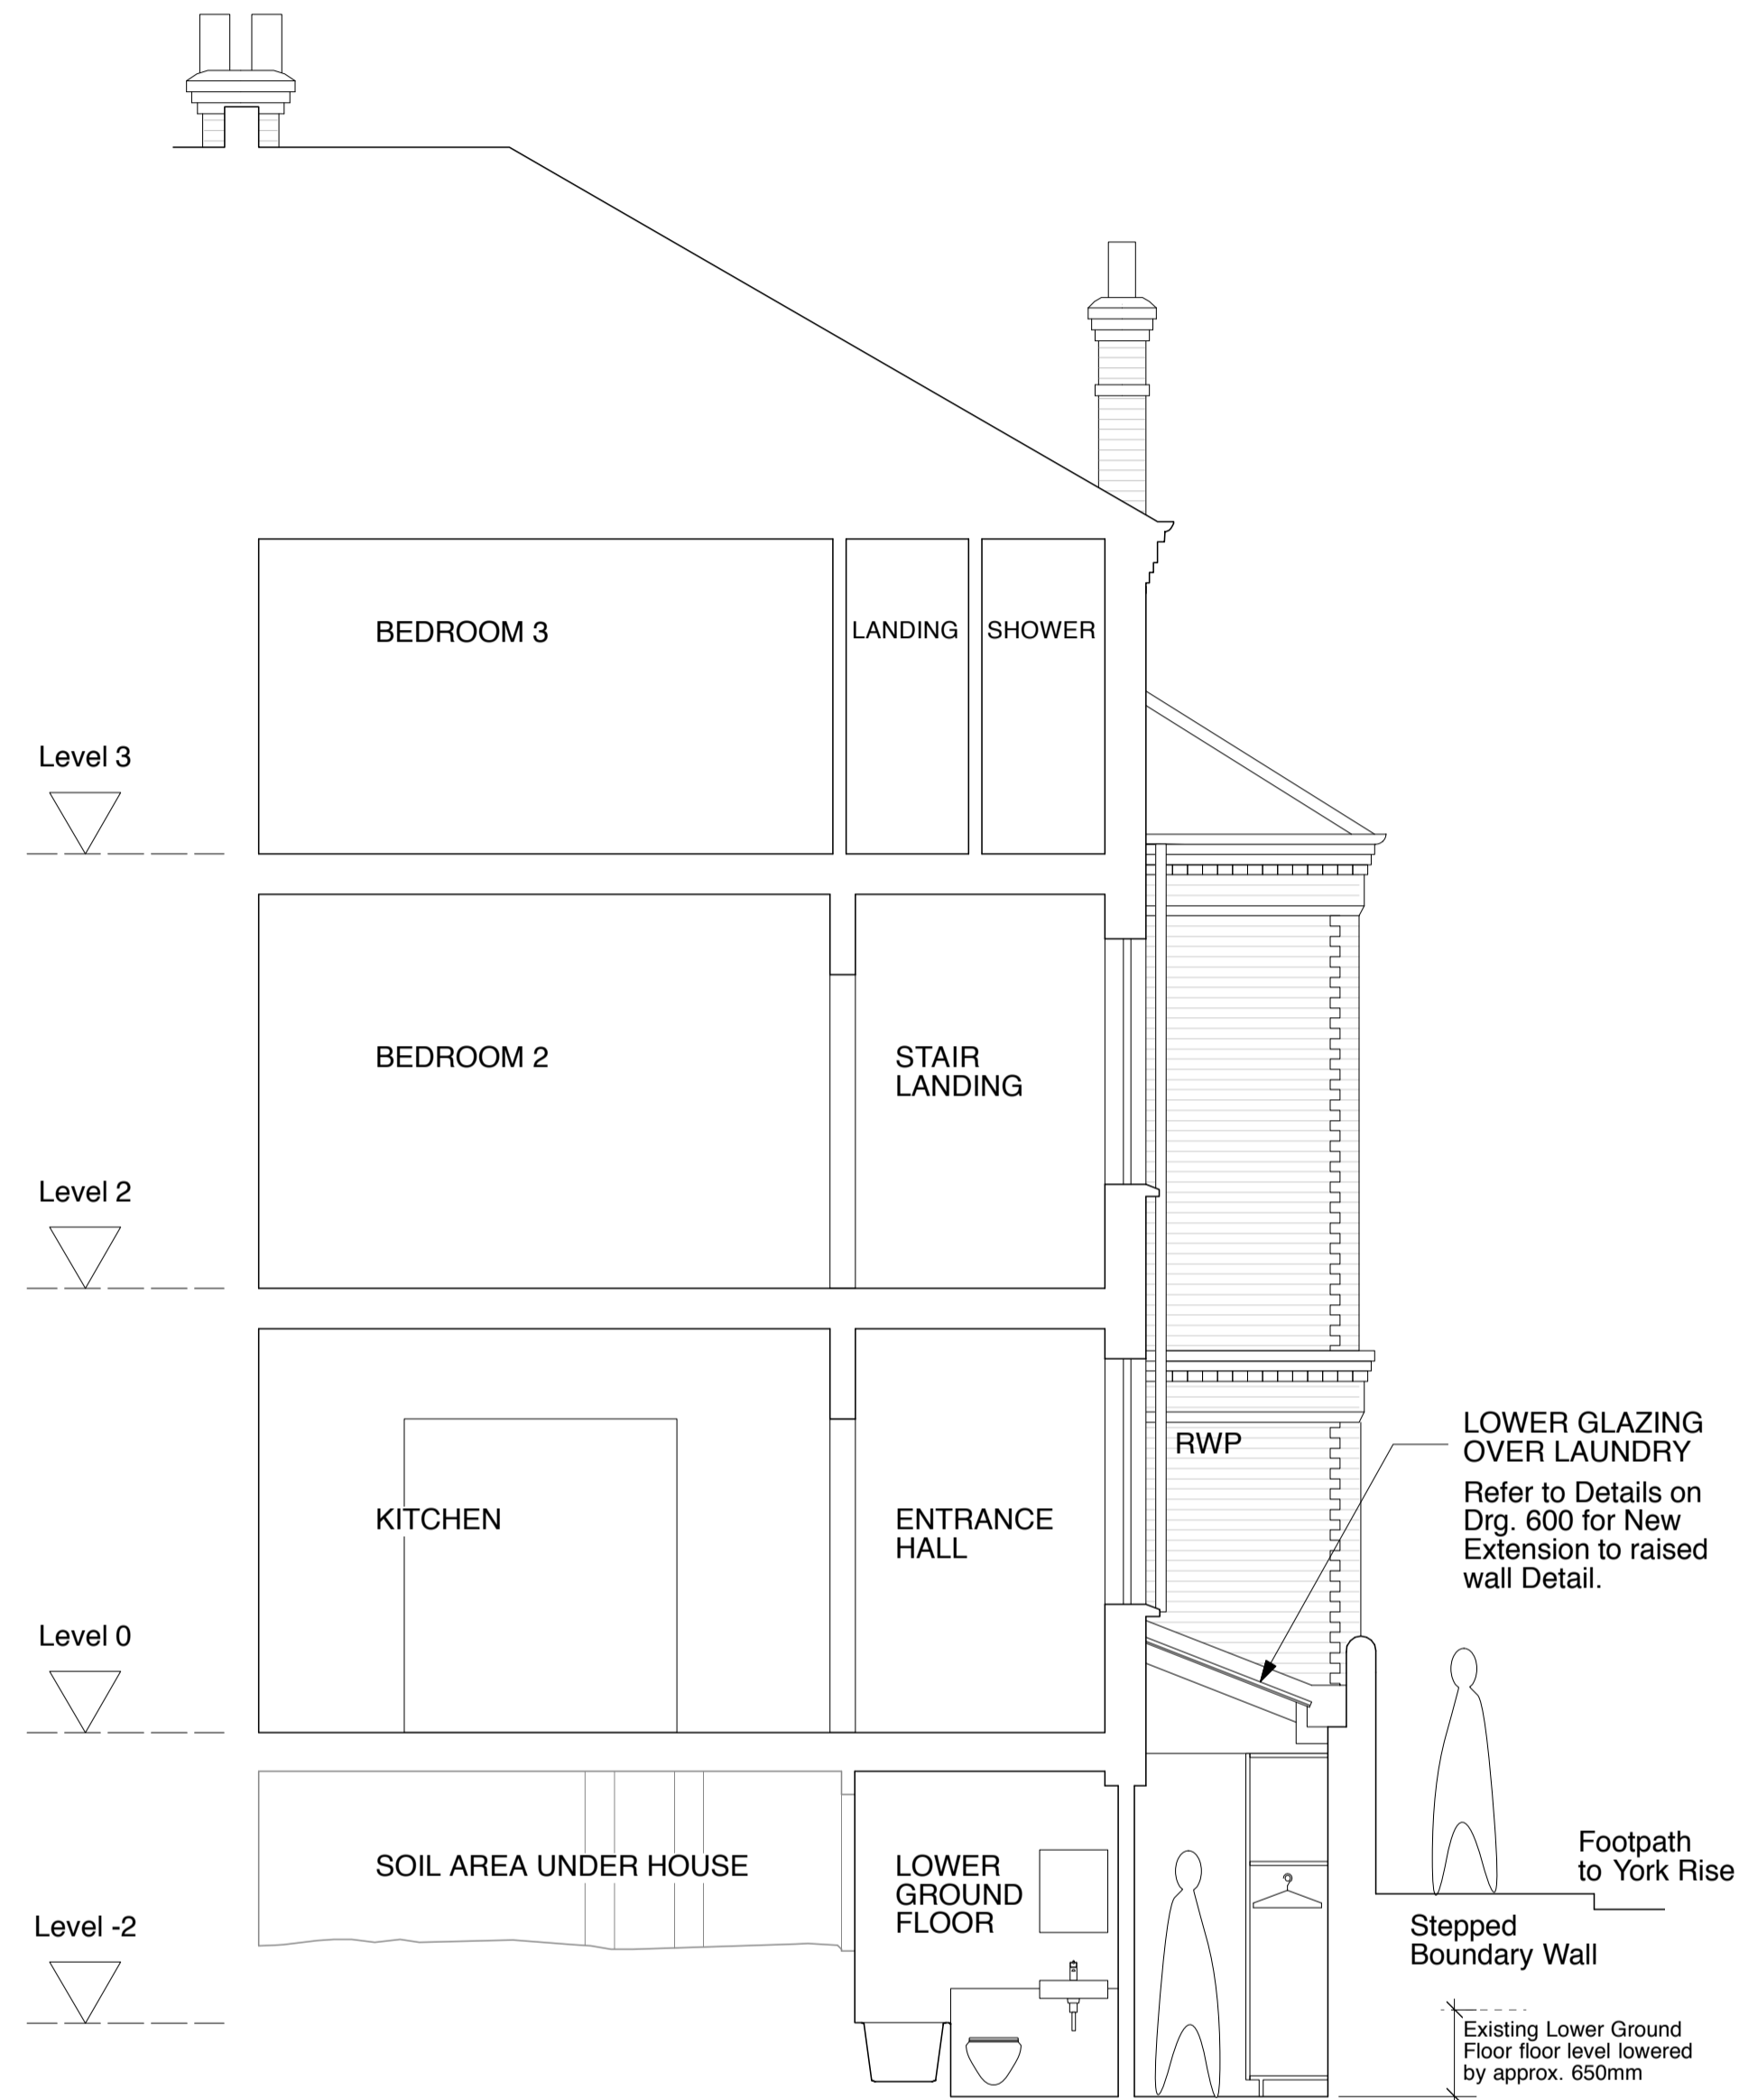 BEDROOM 3
LANDING
SHOWER
Level 3
BEDROOM 2
STAIR
LANDING
Level 2
RWP
LOWER GLAZING
OVER LAUNDRY
Refer to Details on
Drg. 600 for New
Extension to raised
wall Detail.
KITCHEN
ENTRANCE
HALL
Level 0
SOIL AREA UNDER HOUSE
LOWER
GROUND
FLOOR
Footpath
to York Rise
Level -2
Stepped
Boundary Wall
Existing Lower Ground
Floor floor level lowered
by approx. 650mm